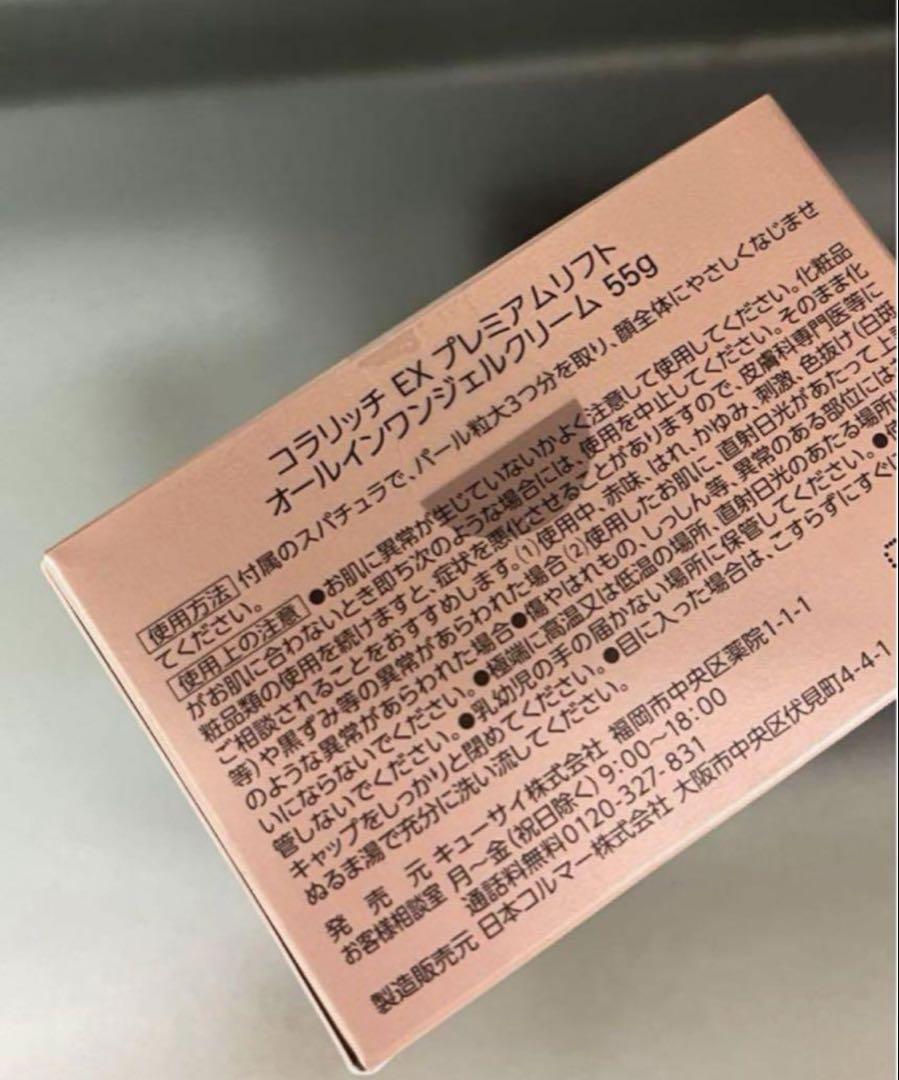 コラリッチ EX プレミアムリフト
オールインワンジェルクリーム 55g
使用方法 付属のスパチュラで、パール粒大3つ分を取り、顔全体にやさしくなじませ
てください。
使用上の注意 ●お肌に異常が生じていないかよく注意して使用してください。化粧品
がお肌に合わないとき即ち次のような場合には、使用を中止してください。そのまま化
粧品類の使用を続けますと、症状を悪化させることがありますので、皮膚科専門医等に
ご相談されることをおすすめします。(1)使用中、赤味、はれ、かゆみ、刺激、色抜け(白斑
等)や黒ずみ等の異常があらわれた場合(2)使用したお肌に、直射日光があたって上
のような異常があらわれた場合●傷やはれもの、しっしん等、異常のある部位には
いにならないでください。●極端に高温又は低温の場所、直射日光のあたる場所
管しないでください。●乳幼児の手の届かない場所に保管してください。●
キャップをしっかりと閉めてください。●目に入った場合は、こすらずにすぐ
ぬるま湯で充分に洗い流してください。
発売元 キューサイ株式会社 福岡市中央区薬院1-1-1
お客様相談室 月〜金(祝日除く)9:00〜18:00
通話料無料0120-327-831
製造販売元 日本コルマー株式会社 大阪市中央区伏見町4-4-1